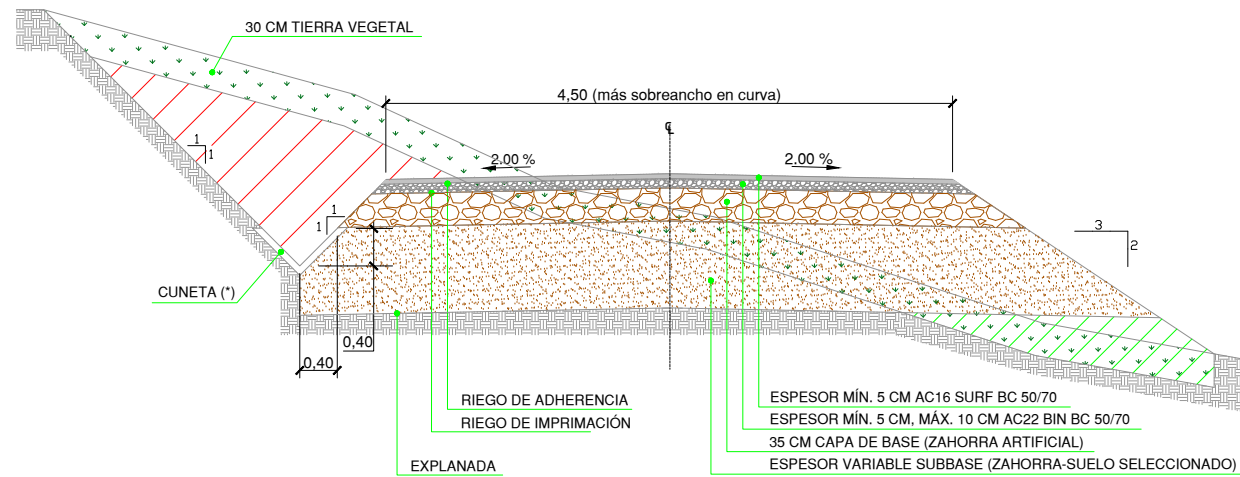 30 CM TIERRA VEGETAL
4,50 (más sobreancho en curva)
℄
2.00 %
2.00 %
1
1
1
1
3
2
CUNETA (*)
0,40
0,40
RIEGO DE ADHERENCIA
RIEGO DE IMPRIMACIÓN
EXPLANADA
ESPESOR MÍN. 5 CM AC16 SURF BC 50/70
ESPESOR MÍN. 5 CM, MÁX. 10 CM AC22 BIN BC 50/70
35 CM CAPA DE BASE (ZAHORRA ARTIFICIAL)
ESPESOR VARIABLE SUBBASE (ZAHORRA-SUELO SELECCIONADO)